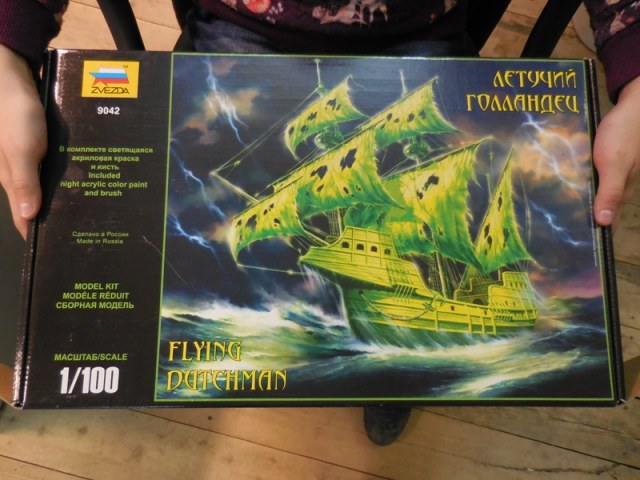 ZVEZDA
9042
В комплекте светящаяся
акриловая краска
и кисть
Included
night acrylic color paint
and brush
Сделано в России
Made in Russia
MODEL KIT
MODÈLE RÉDUIT
СБОРНАЯ МОДЕЛЬ
МАСШТАБ/SCALE
1/100
ЛЕТУЧИЙ
ГОЛЛАНДЕЦ
FLYING
DUTCHMAN